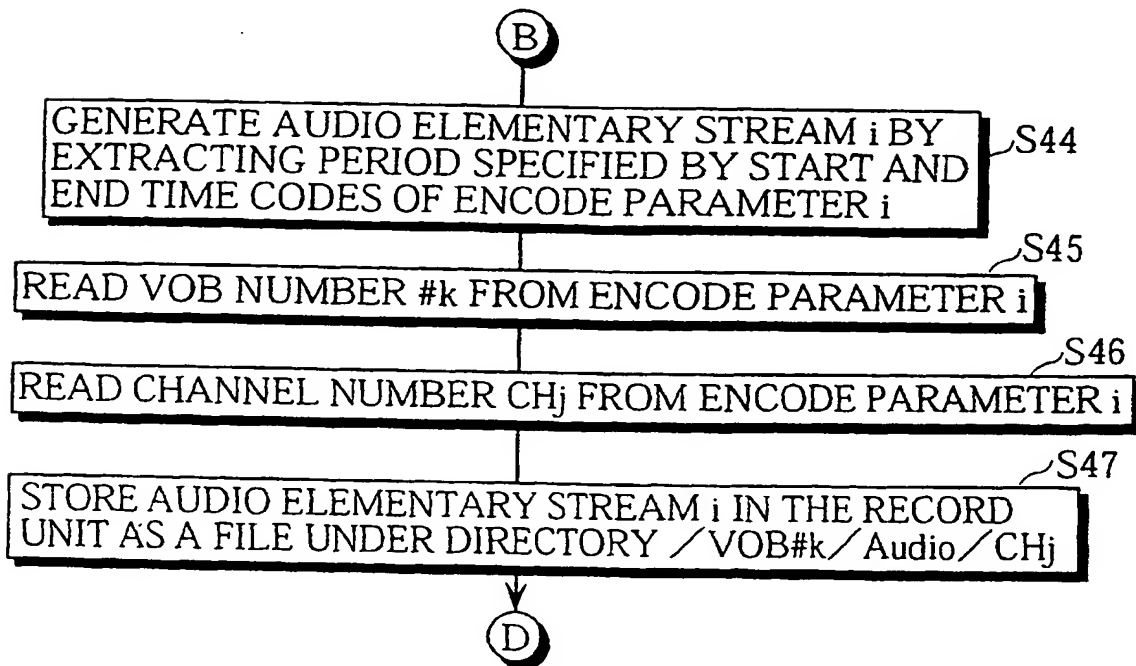 B
GENERATE AUDIO ELEMENTARY STREAM i BY
EXTRACTING PERIOD SPECIFIED BY START AND
END TIME CODES OF ENCODE PARAMETER i
S44
S45
READ VOB NUMBER #k FROM ENCODE PARAMETER i
S46
READ CHANNEL NUMBER CHj FROM ENCODE PARAMETER i
S47
STORE AUDIO ELEMENTARY STREAM i IN THE RECORD
UNIT AS A FILE UNDER DIRECTORY /VOB#k/Audio/CHj
D